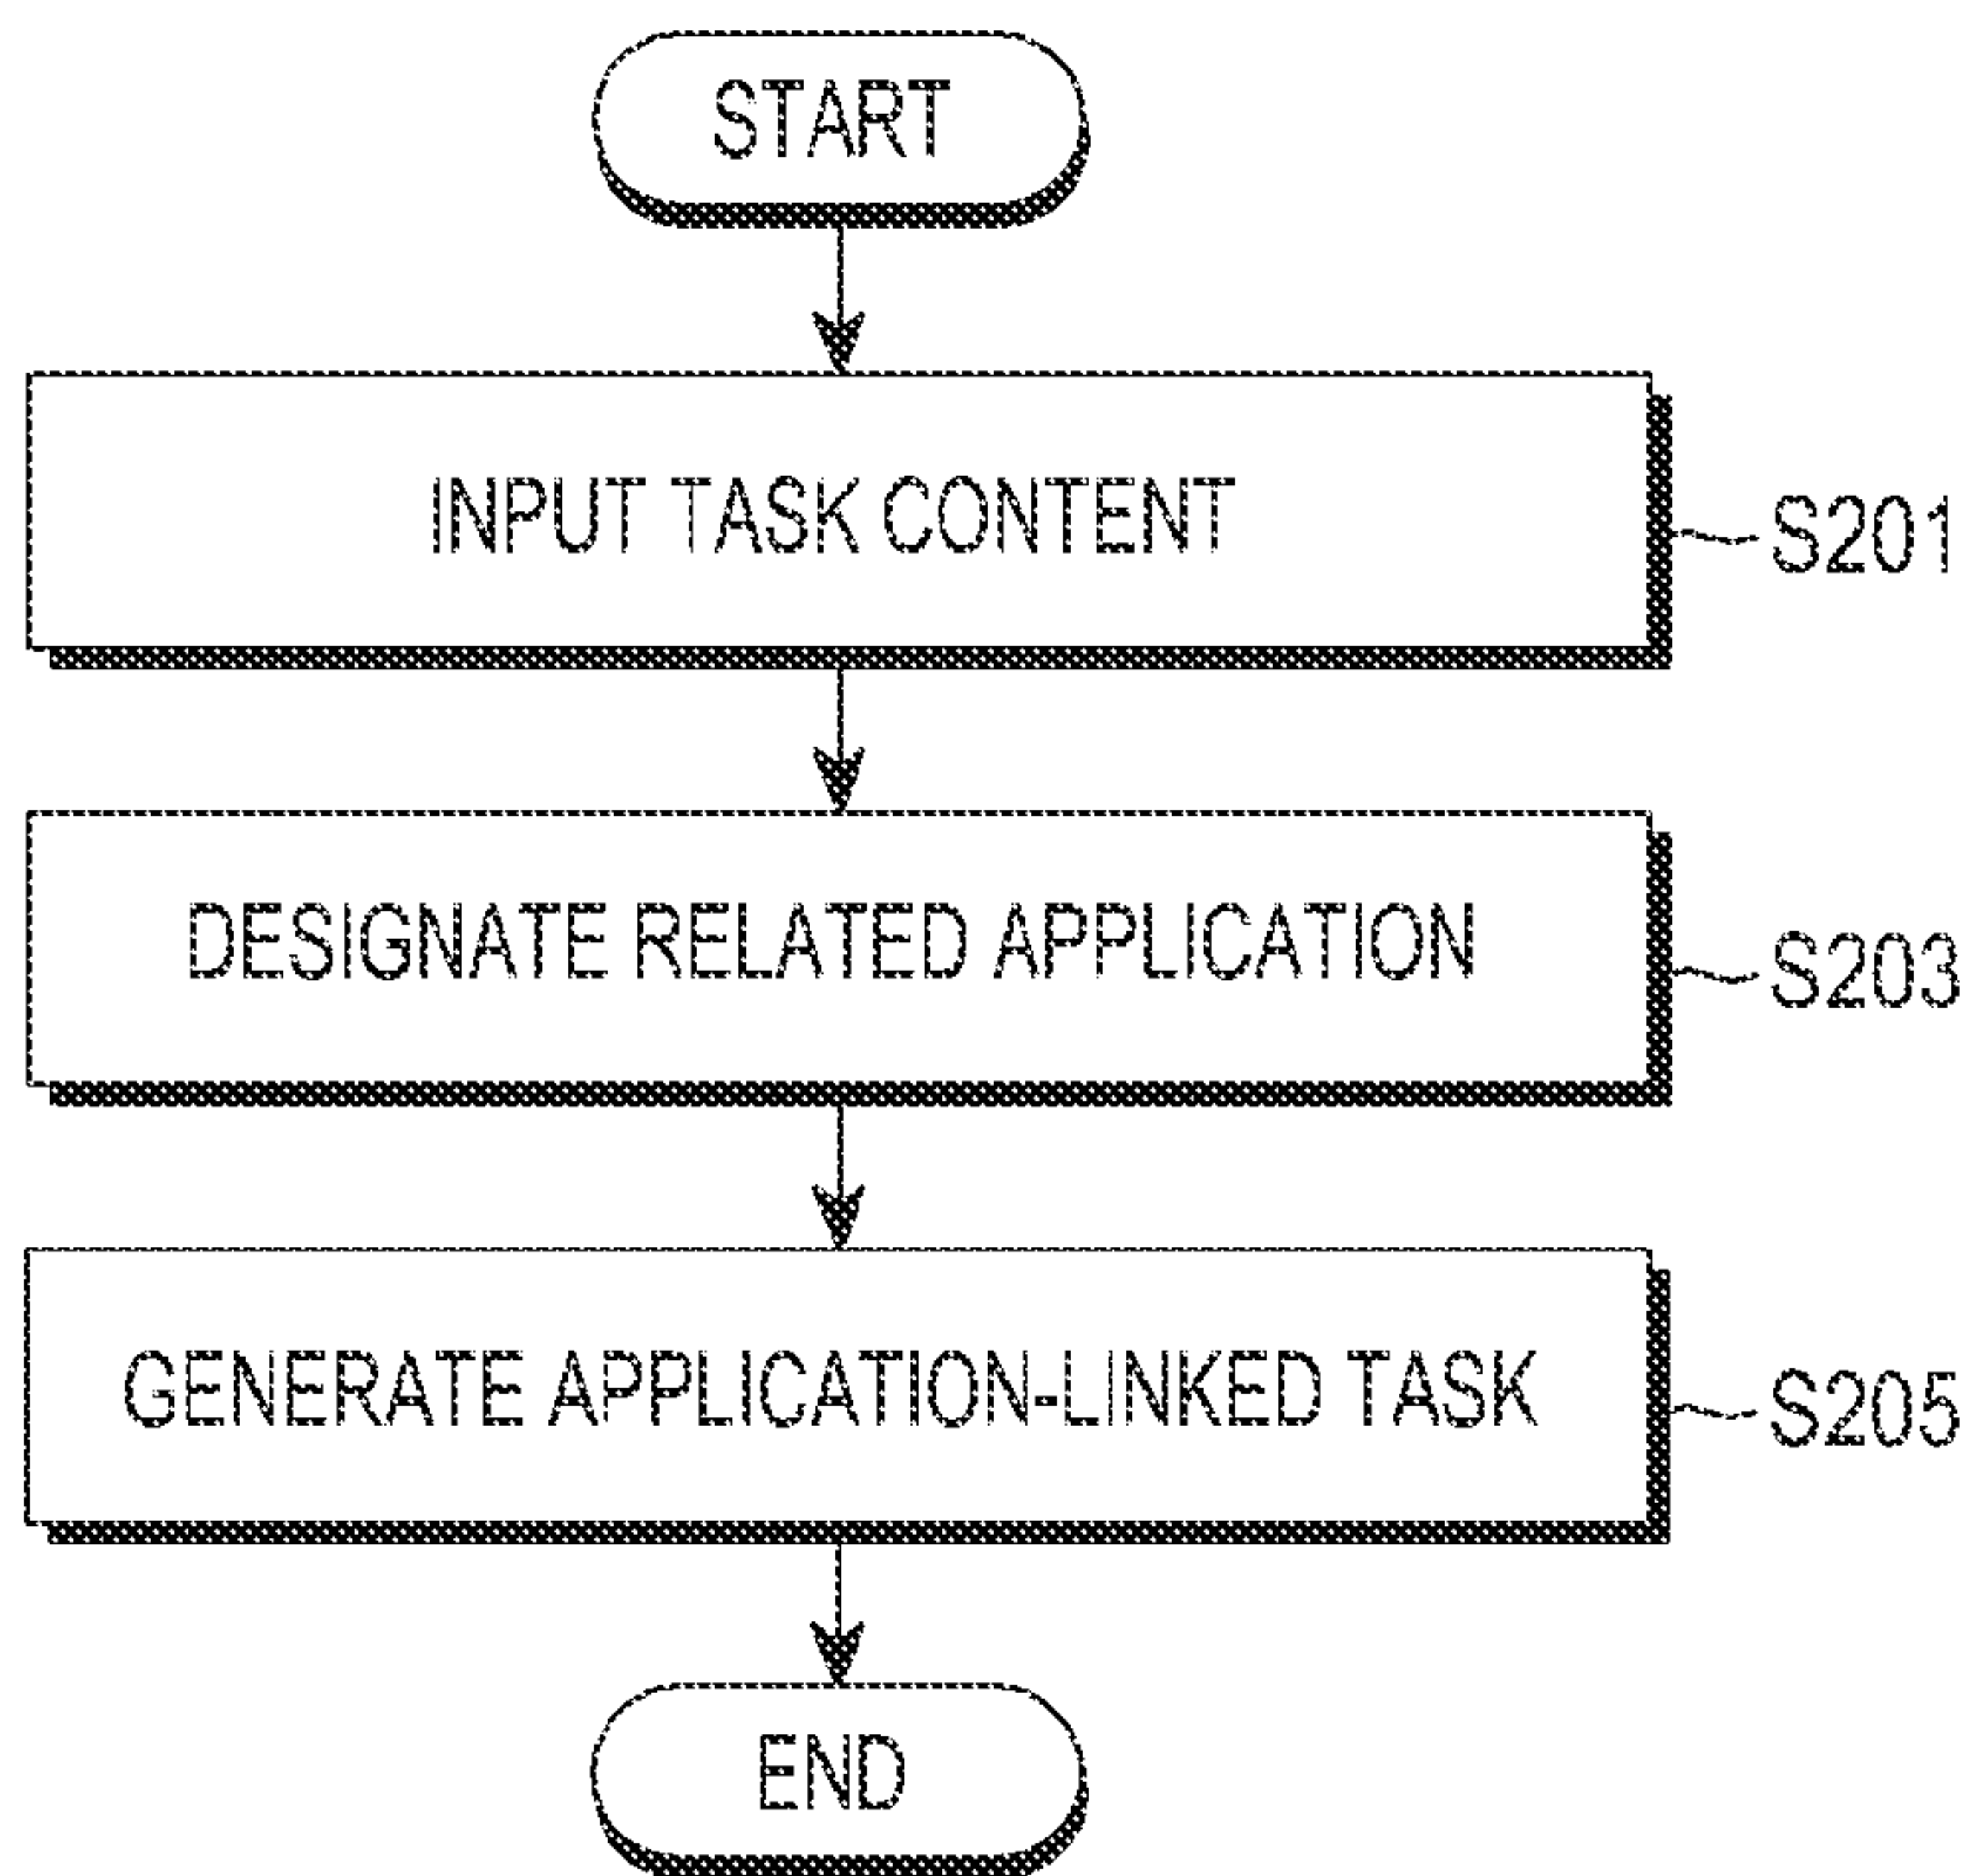 START
INPUT TASK CONTENT
S201
DESIGNATE RELATED APPLICATION
S203
GENERATE APPLICATION-LINKED TASK
S205
END